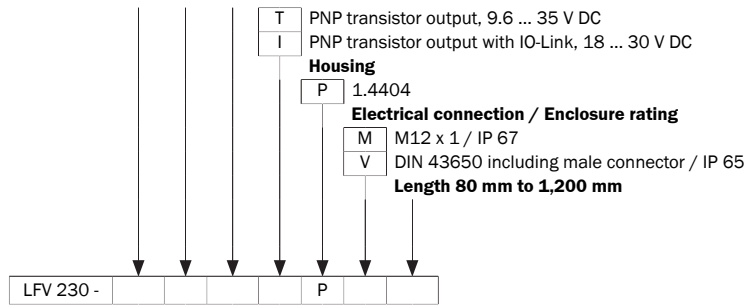 T PNP transistor output, 9.6 ... 35 V DC
I PNP transistor output with IO-Link, 18 ... 30 V DC
Housing
P 1.4404
Electrical connection / Enclosure rating
M M12 x 1 / IP 67
V DIN 43650 including male connector / IP 65
Length 80 mm to 1,200 mm
LFV 230 - P